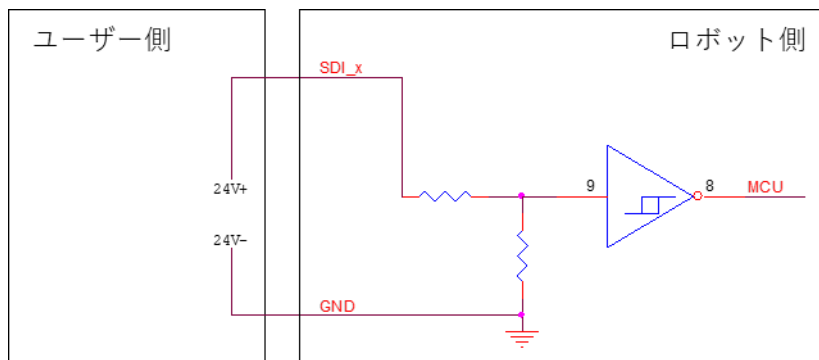 ユーザー側
ロボット側
SDI_x
24V+
9
8
MCU
24V-
GND